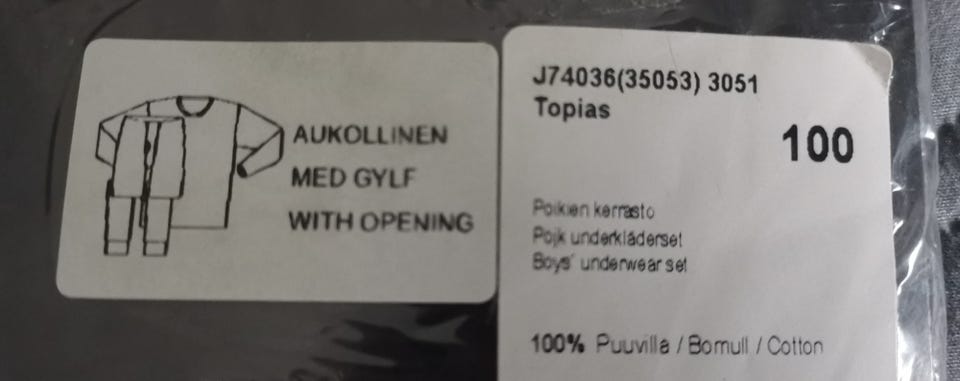 AUKOLLINEN
MED GYLF
WITH OPENING
J74036(35053) 3051
Topias
100
Poikien kerrasto
Pojk underkläderset
Boys' underwear set
100% Puuvilla / Bomull / Cotton